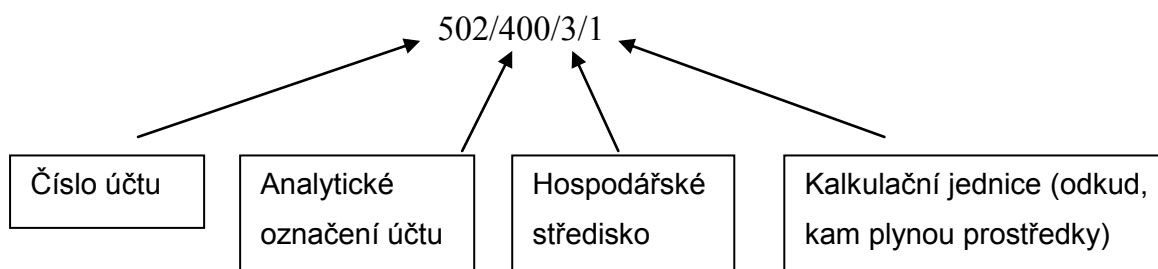 502/400/3/1
Číslo účtu
Analytické
označení účtu
Hospodářské
středisko
Kalkulační jednice (odkud,
kam plynou prostředky)